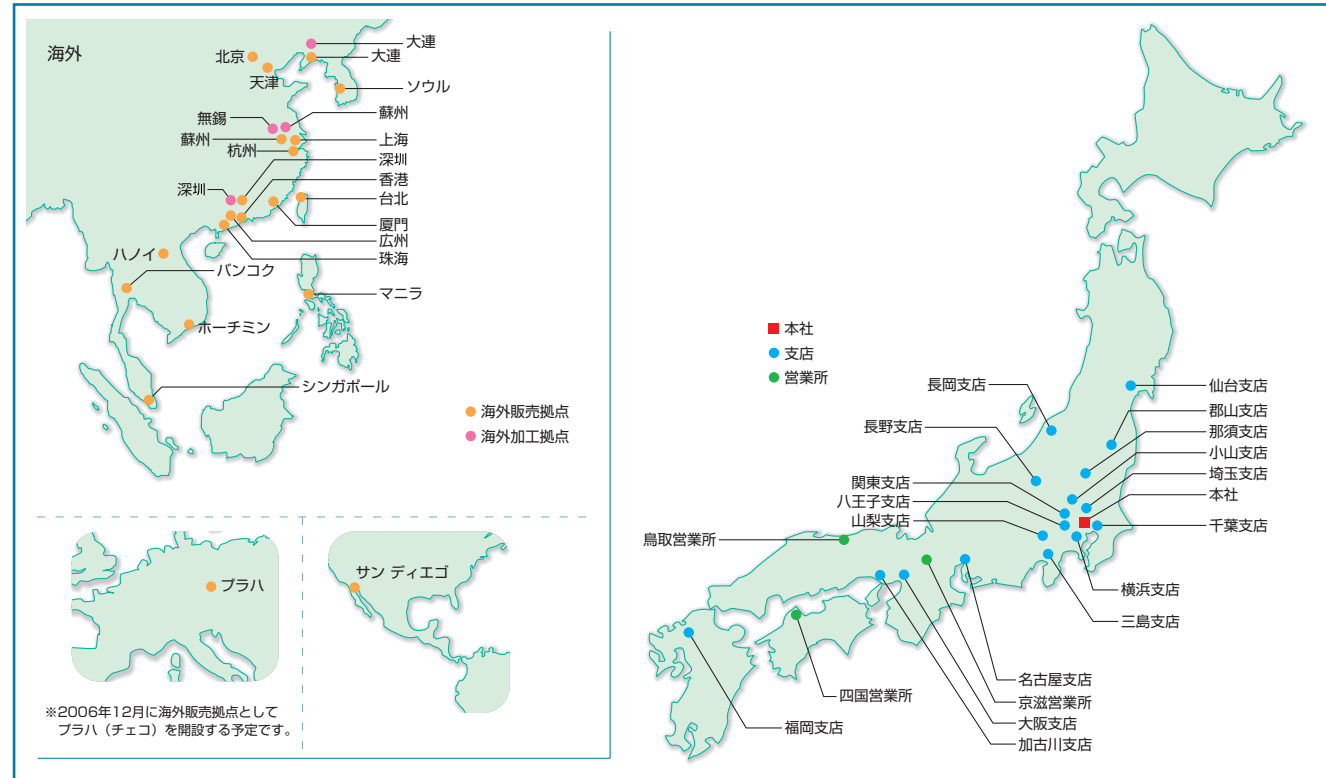 海外
大連
北京
大連
天津
ソウル
無錫
蘇州
蘇州
上海
杭州
深圳
深圳
香港
台北
厦門
広州
珠海
ハノイ
バンコク
マニラ
ホーチミン
シンガポール
海外販売拠点
海外加工拠点
プラハ
サン ディエゴ
※2006年12月に海外販売拠点として
プラハ（チェコ）を開設する予定です。
本社
支店
営業所
長岡支店
仙台支店
郡山支店
長野支店
那須支店
小山支店
関東支店
埼玉支店
八王子支店
本社
山梨支店
千葉支店
鳥取営業所
横浜支店
三島支店
名古屋支店
四国営業所
京滋営業所
福岡支店
大阪支店
加古川支店